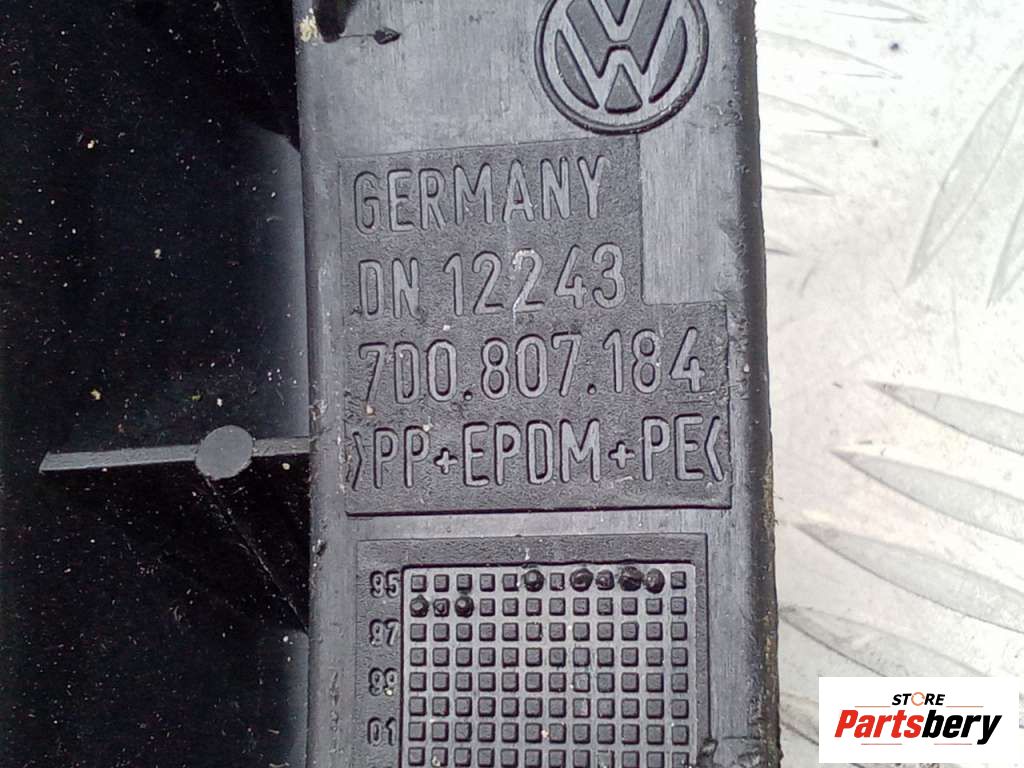 GERMANY
DN 12243
7D0.807.184
>PP+EPDM+PE<
95
97
99
01
STORE
Partsbery